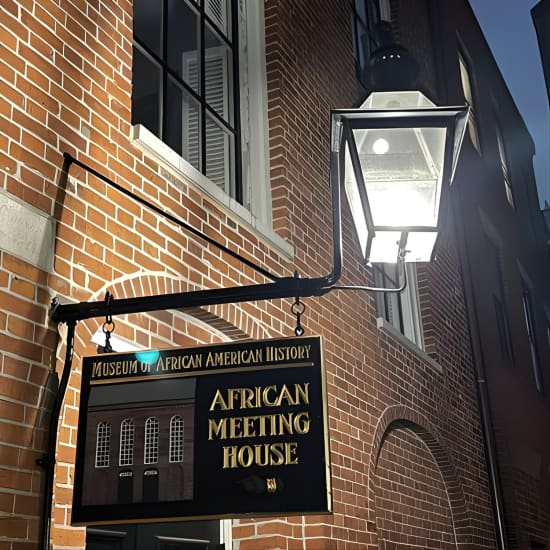 MUSEUM OF AFRICAN AMERICAN HISTORY
AFRICAN
MEETING
HOUSE